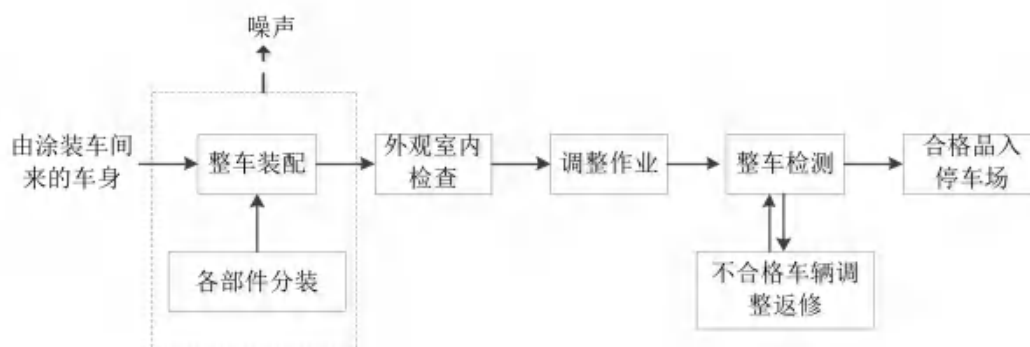 噪声
由涂装车间
来的车身
整车装配
外观室内
检查
调整作业
整车检测
合格品入
停车场
各部件分装
不合格车辆调
整返修